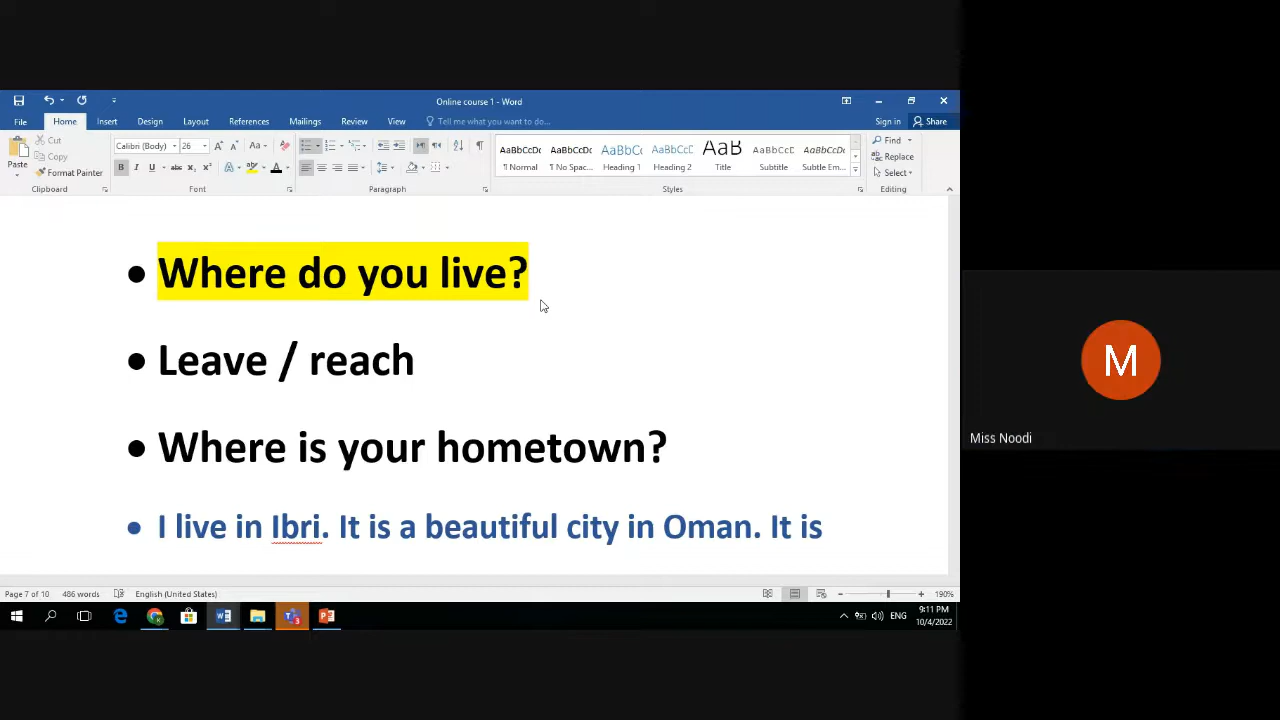 Online course 1 - Word
File Home Insert Design Layout References Mailings Review View Tell me what you want to do... Sign in Share
Cut
Copy
Paste
Format Painter
Clipboard
Calibri (Body) 26
Font
Paragraph
AaBbCcDc AaBbCcDc AaBbCc AaBbCcC AaB AaBbCcC AaBbCcDc
¶ Normal ¶ No Spac... Heading 1 Heading 2 Title Subtitle Subtle Em...
Styles
Find
Replace
Select
Editing
• Where do you live?
• Leave / reach
• Where is your hometown?
• I live in Ibri. It is a beautiful city in Oman. It is
M
Miss Noodi
Page 7 of 10 486 words English (United States) 190%
ENG 9:11 PM
10/4/2022